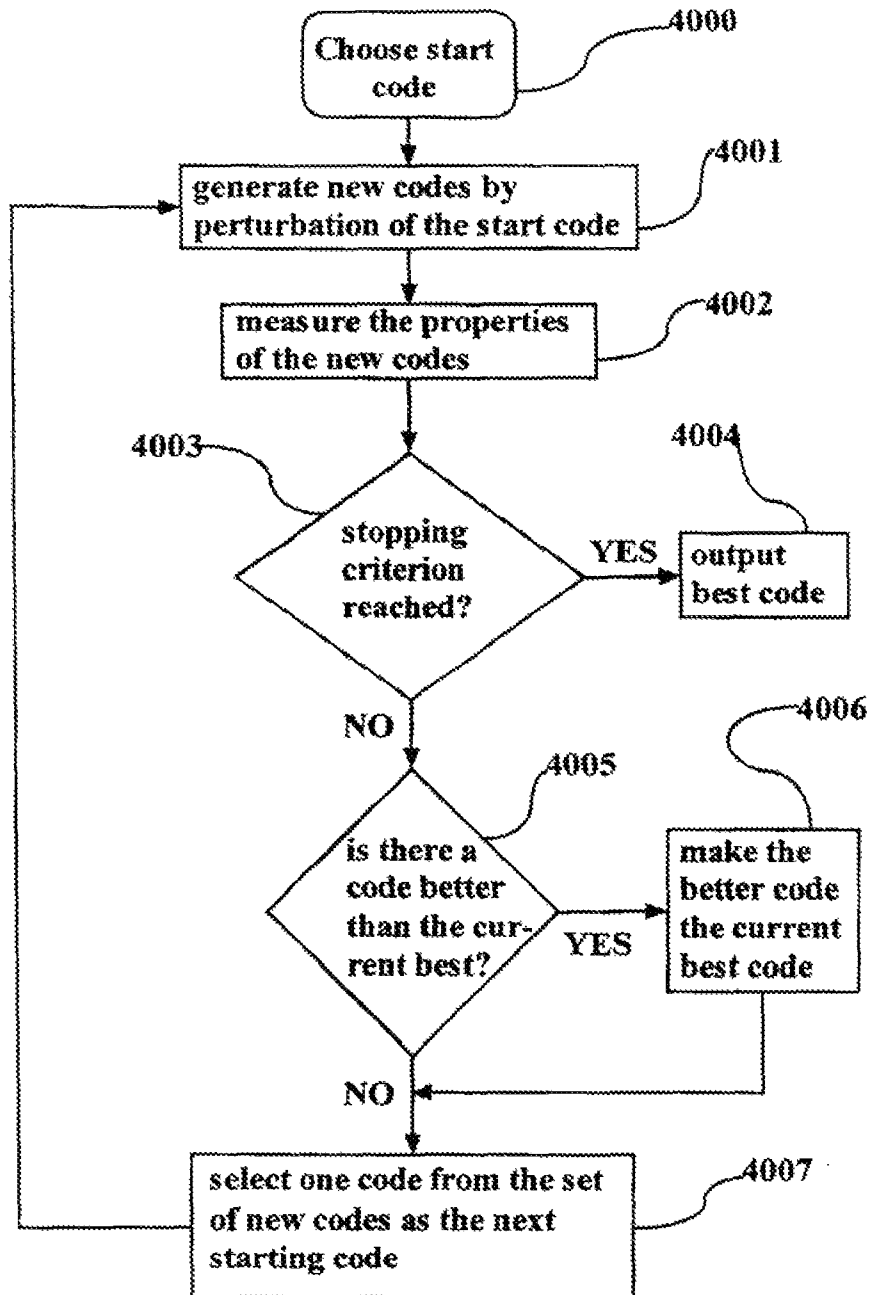 4000
Choose start
code
4001
generate new codes by
perturbation of the start code
4002
measure the properties
of the new codes
4003
4004
stopping
criterion
reached?
YES
output
best code
NO
4006
4005
is there a
code better
than the cur-
rent best?
YES
make the
better code
the current
best code
NO
4007
select one code from the set
of new codes as the next
starting code